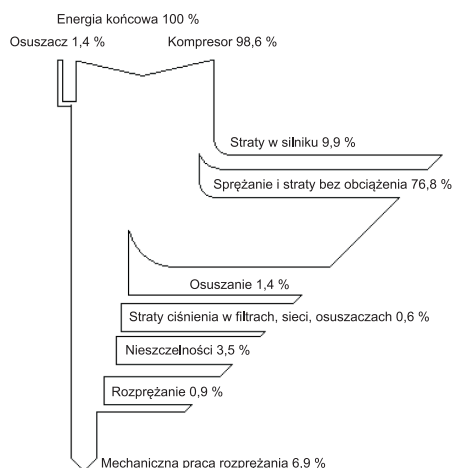 Energia końcowa 100 %
Osuszacz 1,4 %
Kompresor 98,6 %
Straty w silniku 9,9 %
Sprężanie i straty bez obciążenia 76,8 %
Osuszanie 1,4 %
Straty ciśnienia w filtrach, sieci, osuszaczach 0,6 %
Nieszczelności 3,5 %
Rozprężanie 0,9 %
Mechaniczna praca rozprężania 6,9 %